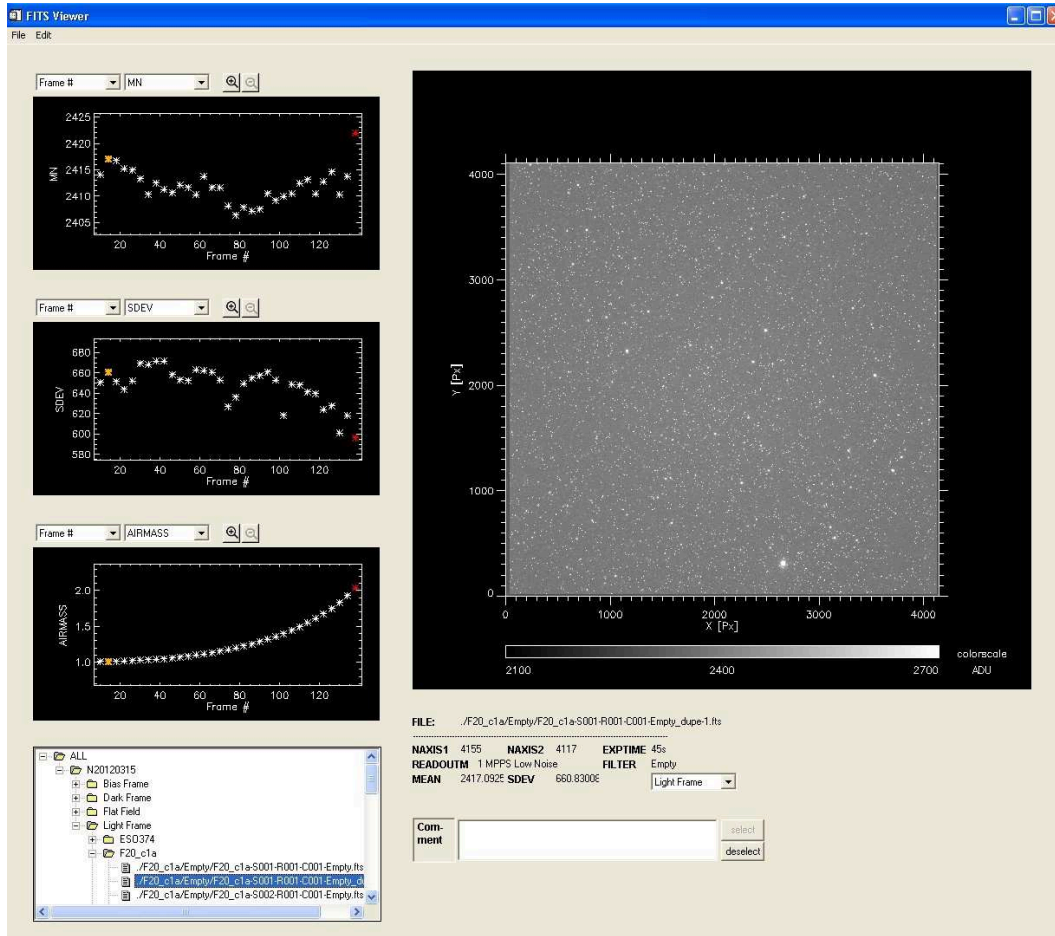 FITS Viewer
File Edit
Frame # MN
2425
2420
2415
2410
2405
MN
20 40 60 80 100 120
Frame #
Frame # SDEV
680
660
640
620
600
580
SDEV
20 40 60 80 100 120
Frame #
Frame # AIRMASS
2.0
1.0
AIRMASS
20 40 60 80 100 120
Frame #
ALL
N20120315
Bias Frame
Dark Frame
Flat Field
Light Frame
ESO374
F20_c1a
./F20_c1a/Empty/F20_c1a-S001-R001-C001-Empty.fts
./F20_c1a/Empty/F20_c1a-S001-R001-C001-Empty_du
./F20_c1a/Empty/F20_c1a-S002-R001-C001-Empty.fts
4000
3000
2000
1000
0
Y [Px]
0 1000 2000 3000 4000
X [Px]
colorscale
2100 2400 2700 ADU
FILE: ./F20_c1a/Empty/F20_c1a-S001-R001-C001-Empty_dupe-1.fts
NAXIS1 4155 NAXIS2 4117 EXPTIME 45s
READOUTM 1 MPPS Low Noise FILTER Empty
MEAN 2417.0925 SDEV 660.83008 Light Frame
Com-
ment
select
deselect